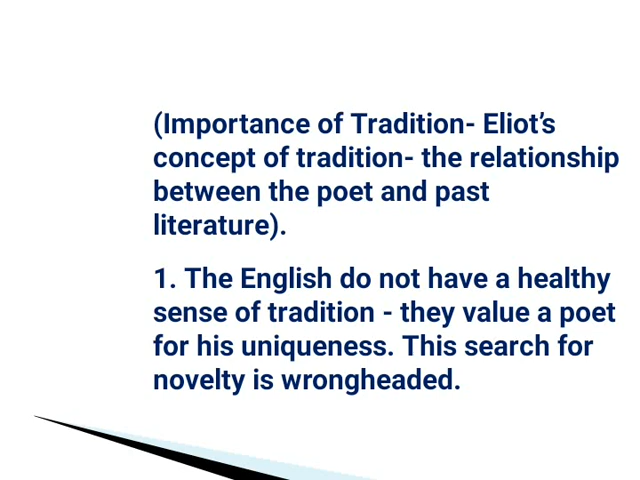 (Importance of Tradition- Eliot’s
concept of tradition- the relationship
between the poet and past
literature).
1. The English do not have a healthy
sense of tradition - they value a poet
for his uniqueness. This search for
novelty is wrongheaded.